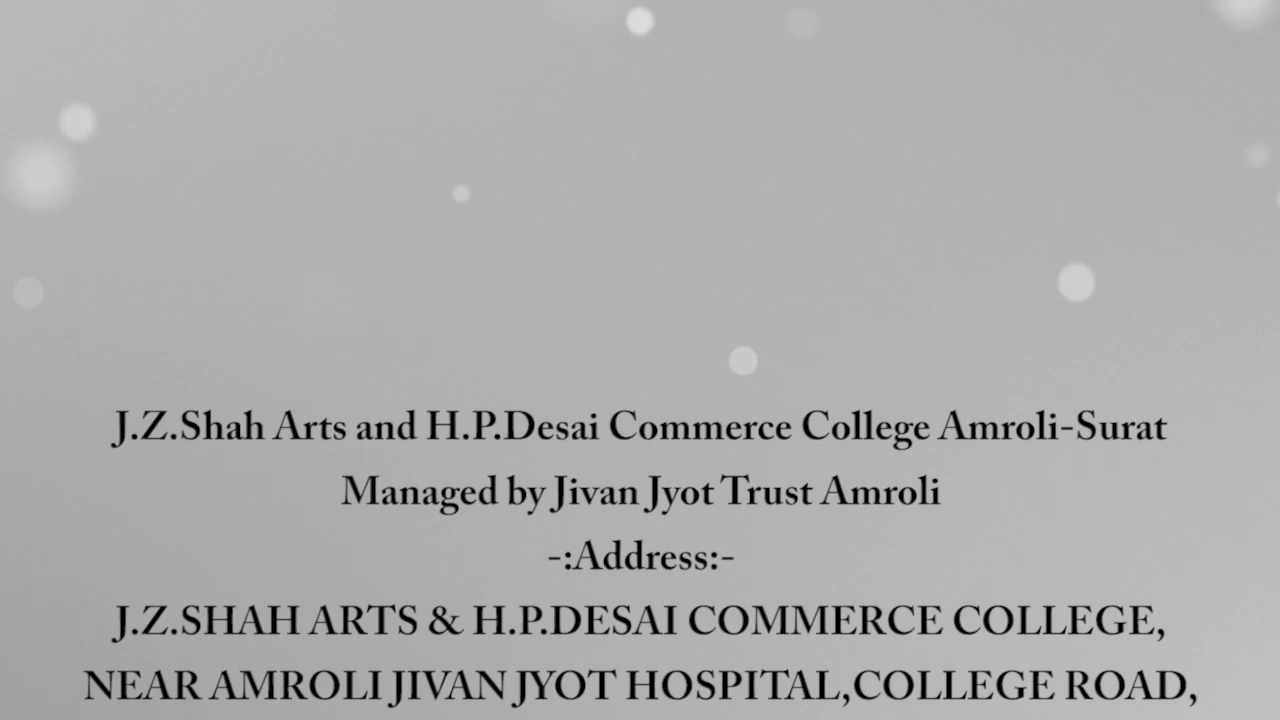 J.Z.Shah Arts and H.P.Desai Commerce College Amroli-Surat
Managed by Jivan Jyot Trust Amroli
-:Address:-
J.Z.SHAH ARTS & H.P.DESAI COMMERCE COLLEGE,
NEAR AMROLI JIVAN JYOT HOSPITAL,COLLEGE ROAD,